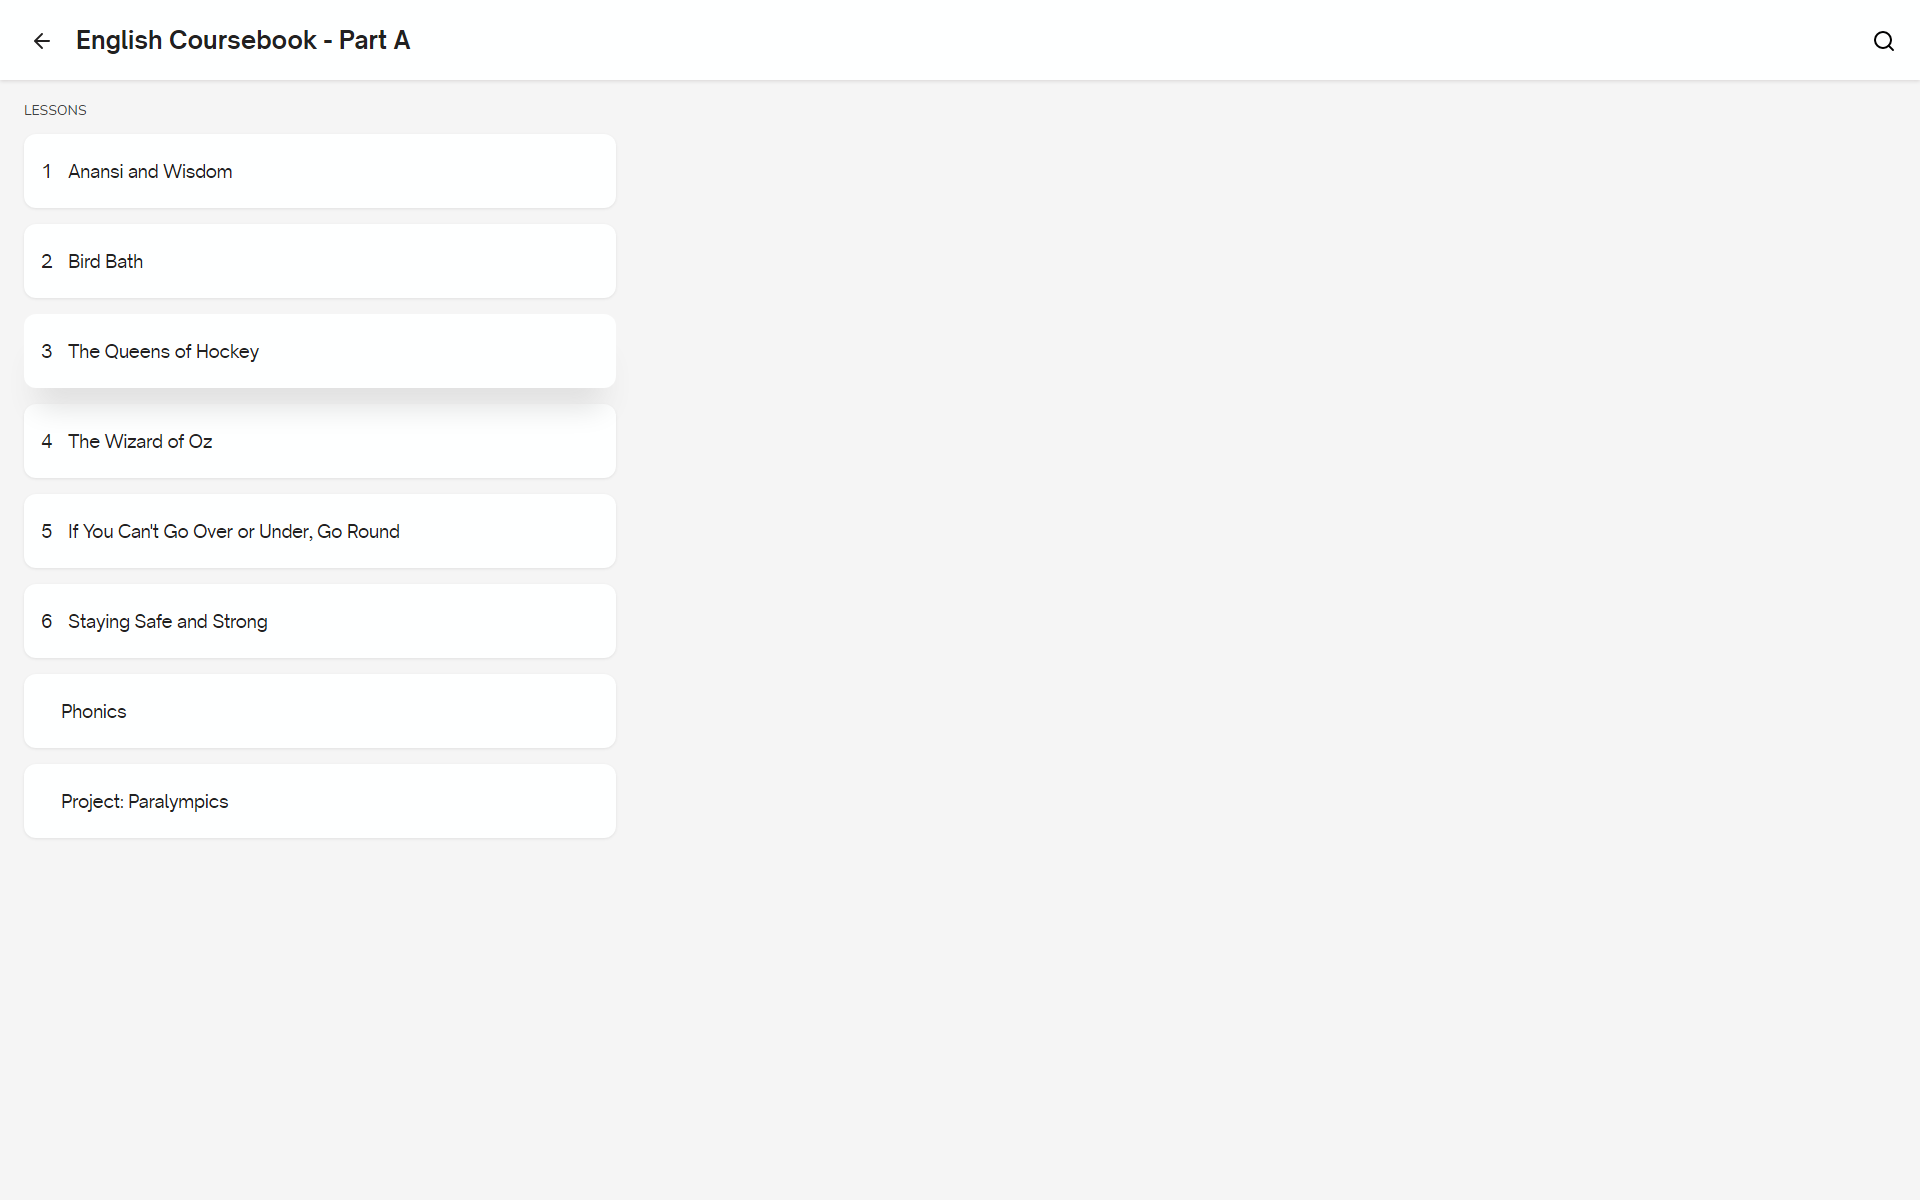 English Coursebook - Part A
LESSONS
1 Anansi and Wisdom
2 Bird Bath
3 The Queens of Hockey
4 The Wizard of Oz
5 If You Can't Go Over or Under, Go Round
6 Staying Safe and Strong
Phonics
Project: Paralympics